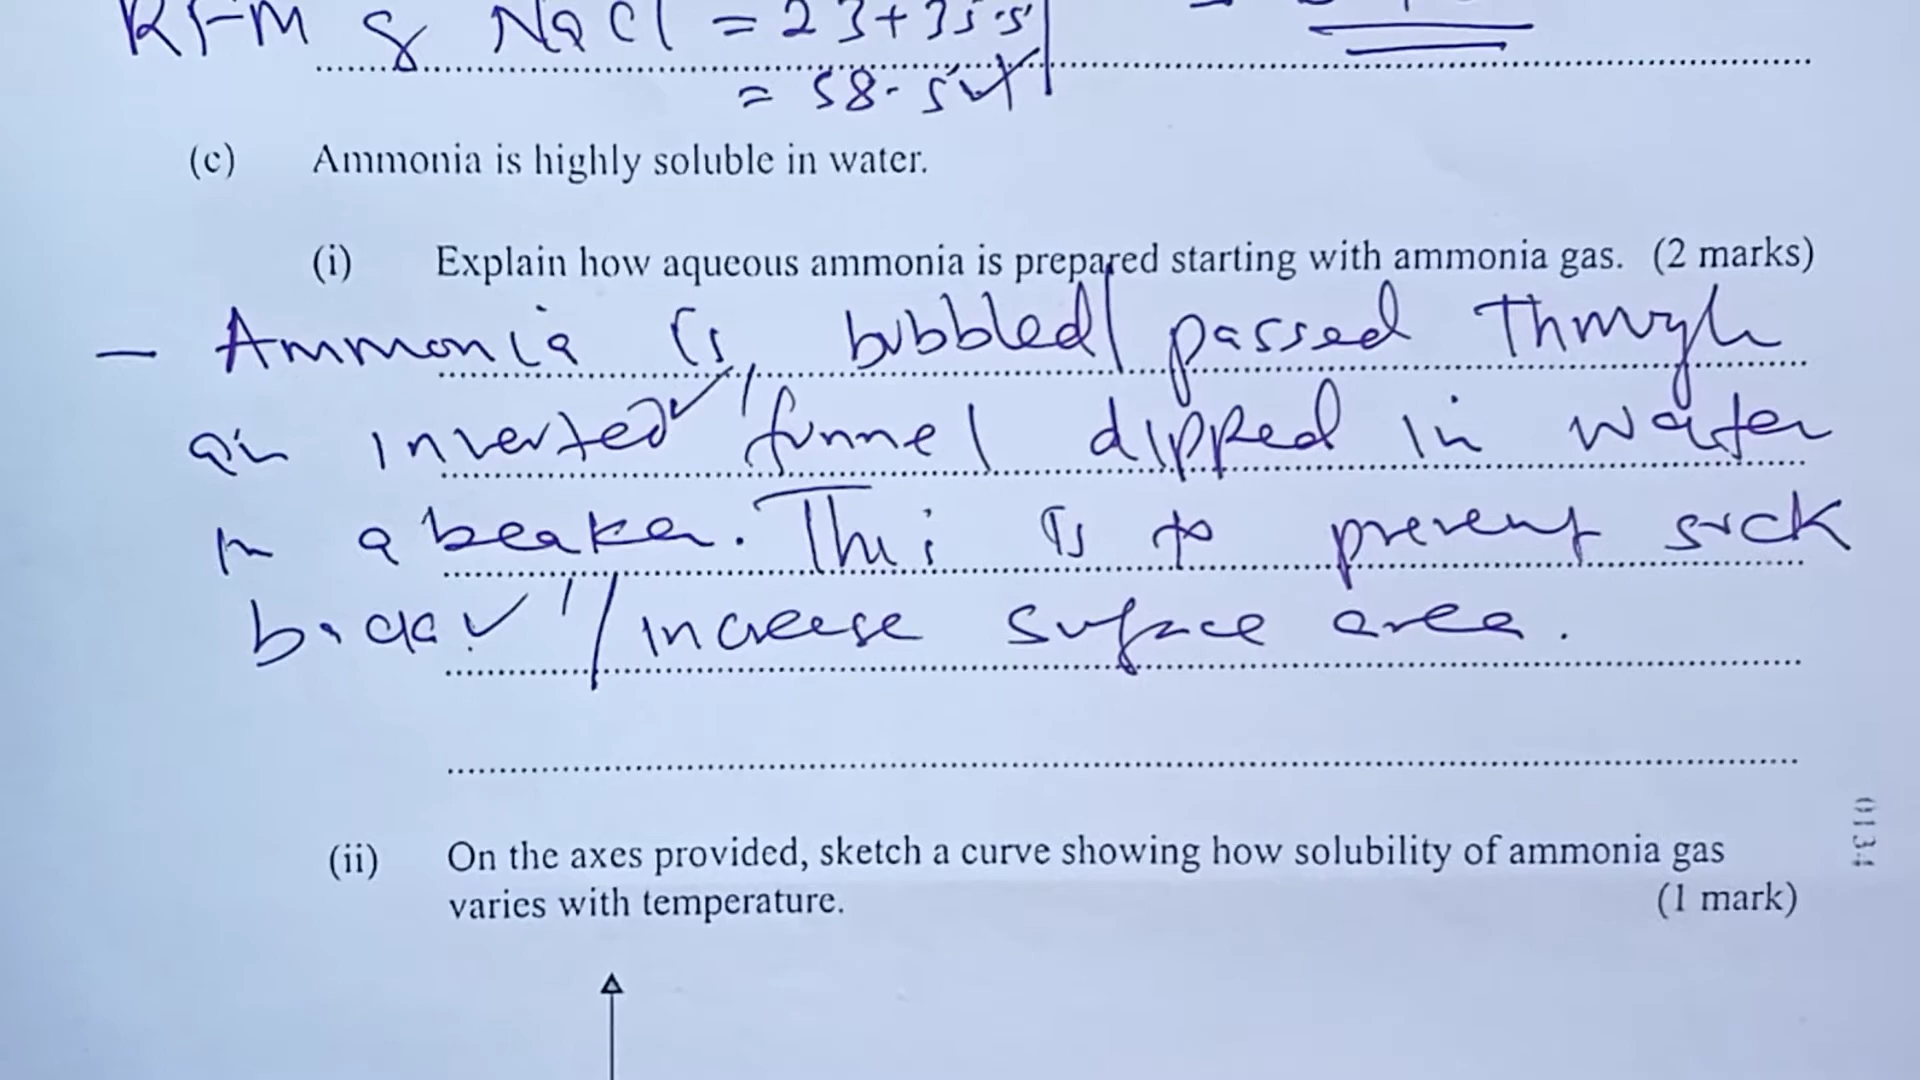 RFM of NaCl = 23+35.5
= 58.5
(c) Ammonia is highly soluble in water.
(i) Explain how aqueous ammonia is prepared starting with ammonia gas. (2 marks)
— Ammonia is bubbled/passed through
an inverted ✓1 funnel dipped in water
in a beaker. This is to prevent suck
back ✓1/increase surface area.
(ii) On the axes provided, sketch a curve showing how solubility of ammonia gas
varies with temperature. (1 mark)
0134